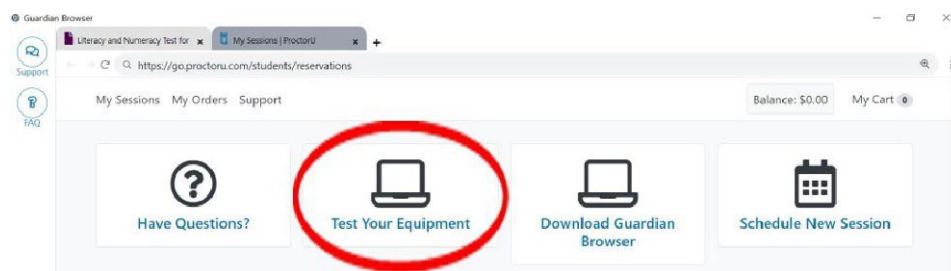 Guardian Browser
Literacy and Numeracy Test for x My Sessions | ProctorU x +
Support
https://go.proctoru.com/students/reservations
FAQ
My Sessions My Orders Support Balance: $0.00 My Cart 0
Have Questions? Test Your Equipment Download Guardian Browser Schedule New Session